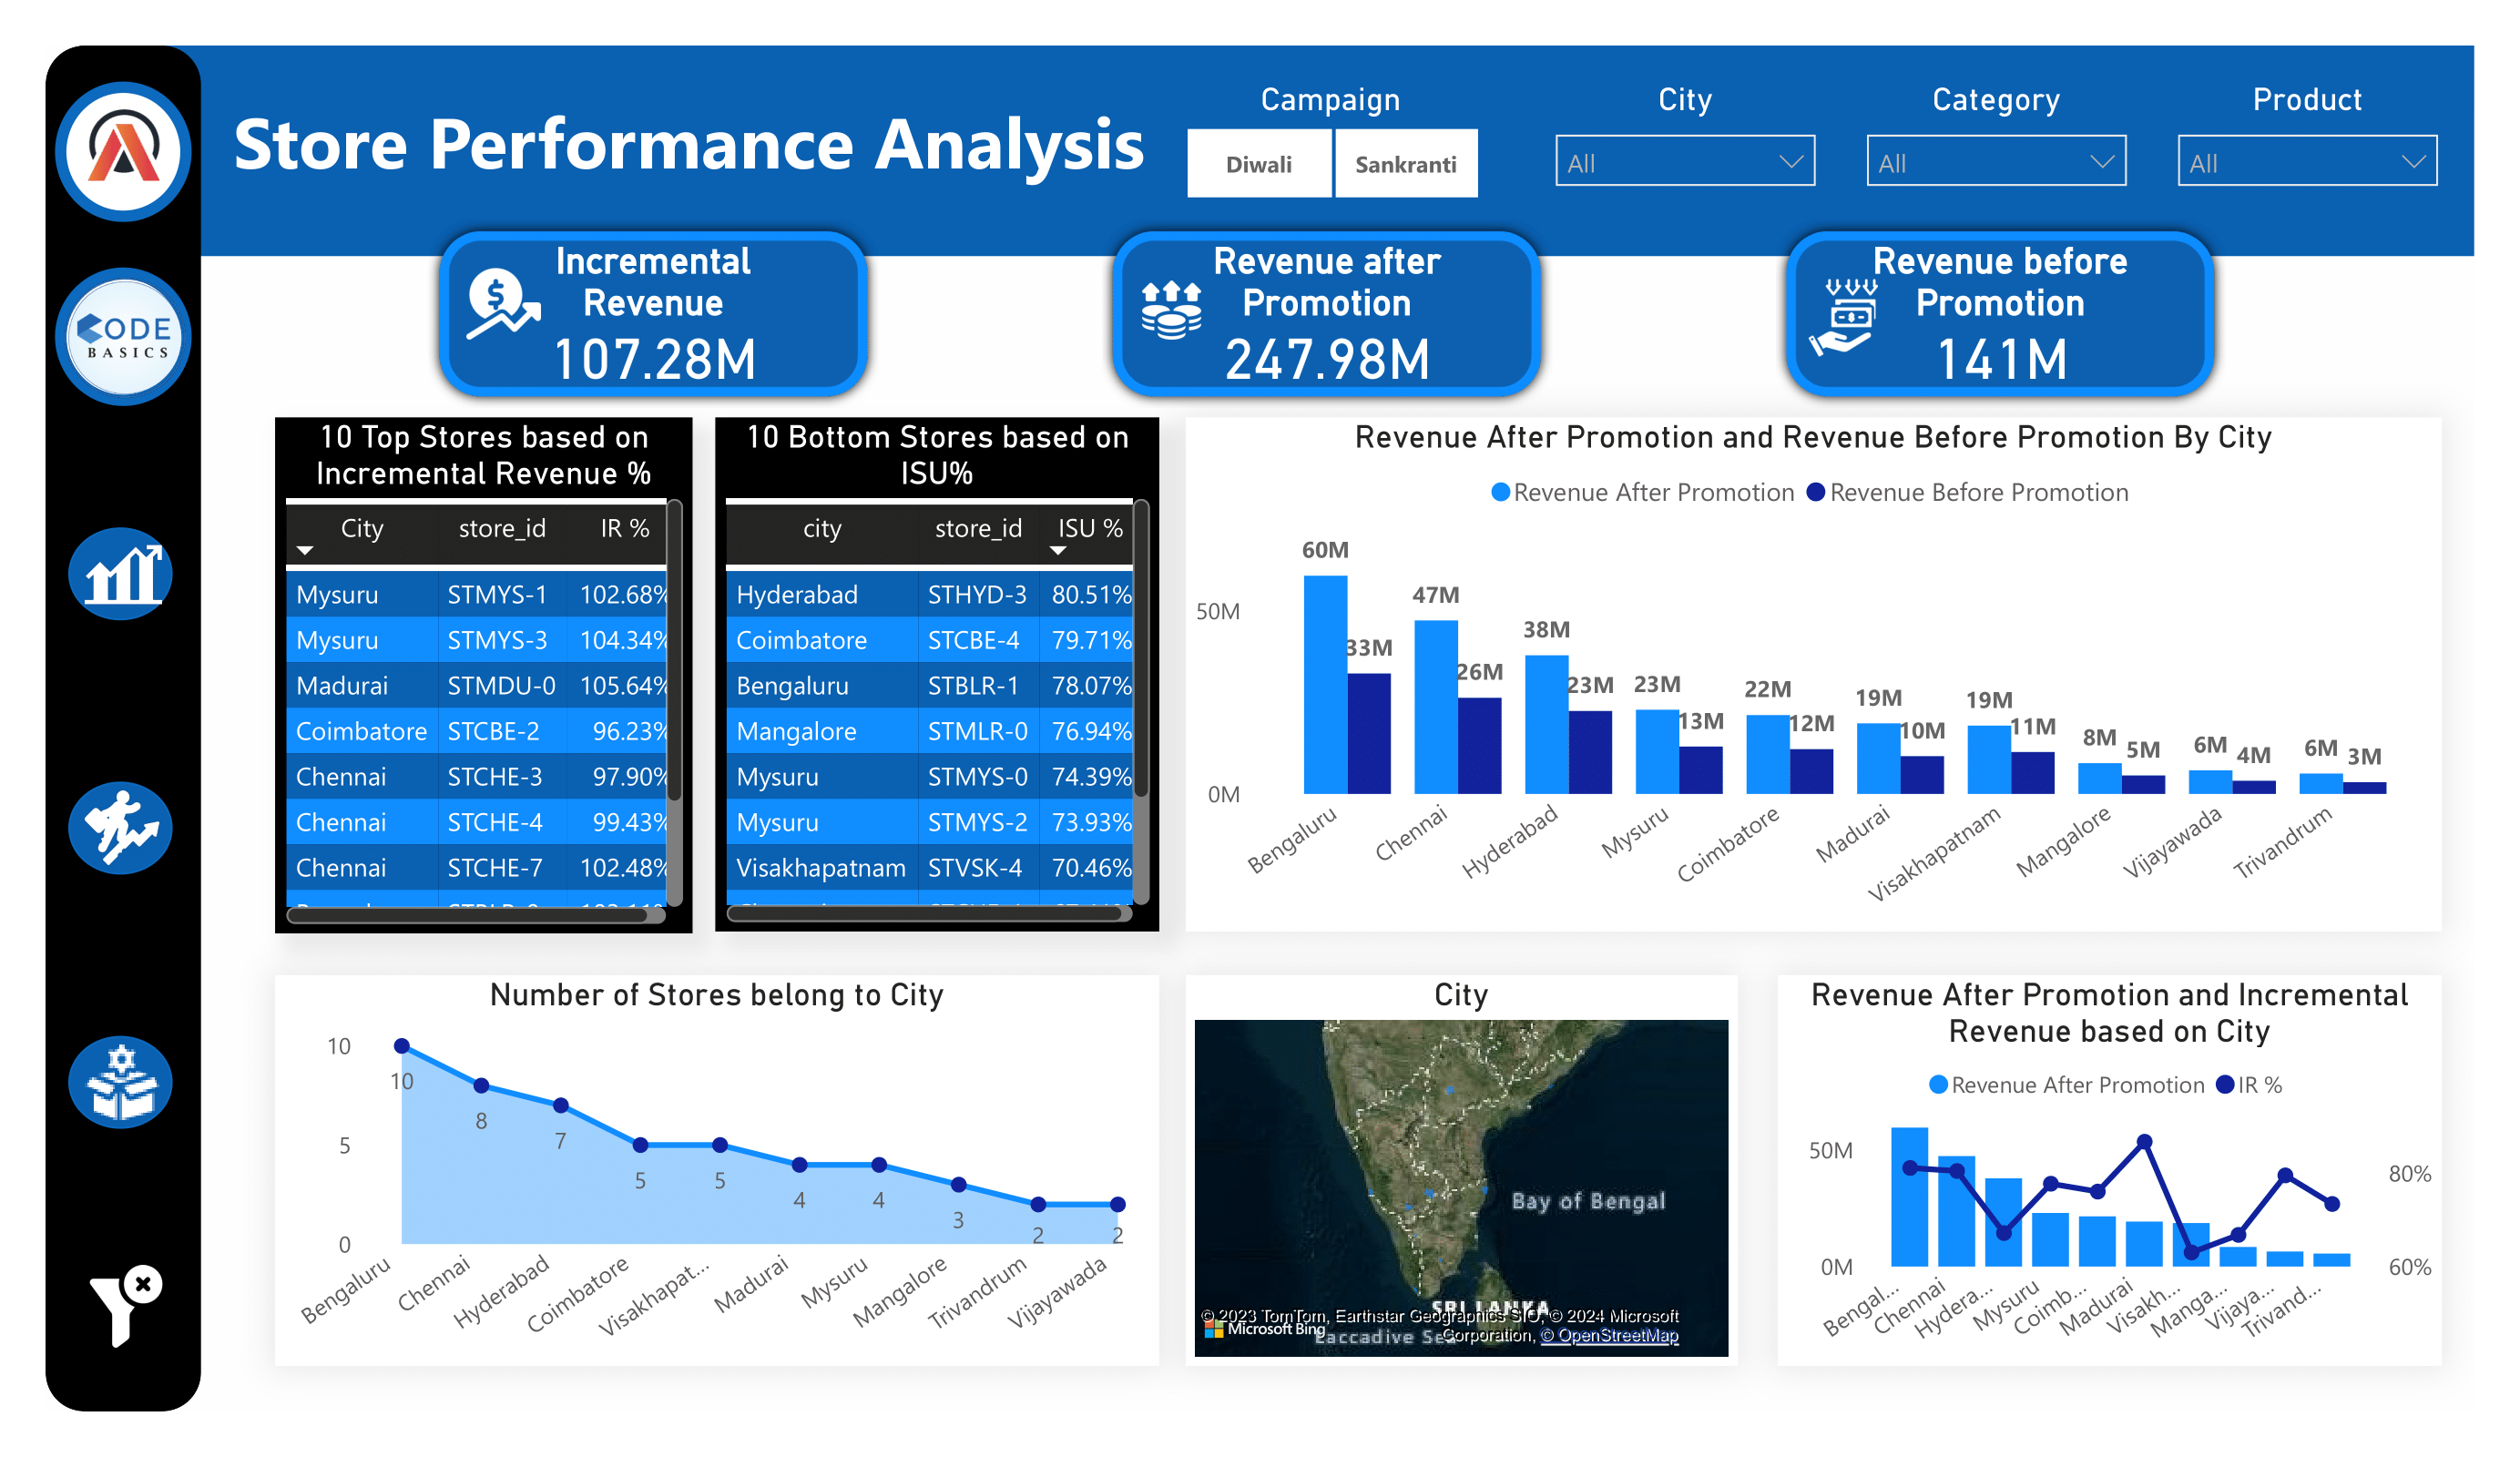 Store Performance Analysis
Campaign
Diwali
Sankranti
City
All
Category
All
Product
All
CODE
BASICS
Incremental
Revenue
107.28M
Revenue after
Promotion
247.98M
Revenue before
Promotion
141M
10 Top Stores based on
Incremental Revenue %
City store_id IR %
Mysuru STMYS-1 102.68%
Mysuru STMYS-3 104.34%
Madurai STMDU-0 105.64%
Coimbatore STCBE-2 96.23%
Chennai STCHE-3 97.90%
Chennai STCHE-4 99.43%
Chennai STCHE-7 102.48%
10 Bottom Stores based on
ISU%
city store_id ISU %
Hyderabad STHYD-3 80.51%
Coimbatore STCBE-4 79.71%
Bengaluru STBLR-1 78.07%
Mangalore STMLR-0 76.94%
Mysuru STMYS-0 74.39%
Mysuru STMYS-2 73.93%
Visakhapatnam STVSK-4 70.46%
Revenue After Promotion and Revenue Before Promotion By City
Revenue After Promotion Revenue Before Promotion
50M
0M
60M 33M 47M 26M 38M 23M 23M 13M 22M 12M 19M 10M 19M 11M 8M 5M 6M 4M 6M 3M
Bengaluru Chennai Hyderabad Mysuru Coimbatore Madurai Visakhapatnam Mangalore Vijayawada Trivandrum
Number of Stores belong to City
10
5
0
10 8 7 5 5 4 4 3 2 2
Bengaluru Chennai Hyderabad Coimbatore Visakhapat... Madurai Mysuru Mangalore Trivandrum Vijayawada
City
Bay of Bengal
SRI LANKA
Laccadive Sea
© 2023 TomTom, Earthstar Geographics SIO, © 2024 Microsoft
Corporation, © OpenStreetMap
Microsoft Bing
Revenue After Promotion and Incremental
Revenue based on City
Revenue After Promotion IR %
50M
0M
80%
60%
Bengal... Chennai Hydera... Mysuru Coimb... Madurai Visakh... Manga... Vijaya... Trivand...